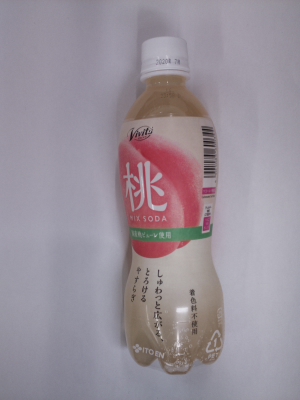 Vivit's
桃
MIX SODA
しゅわっと広がる、
とろける
やすらぎ
着色料不使用
ITO EN